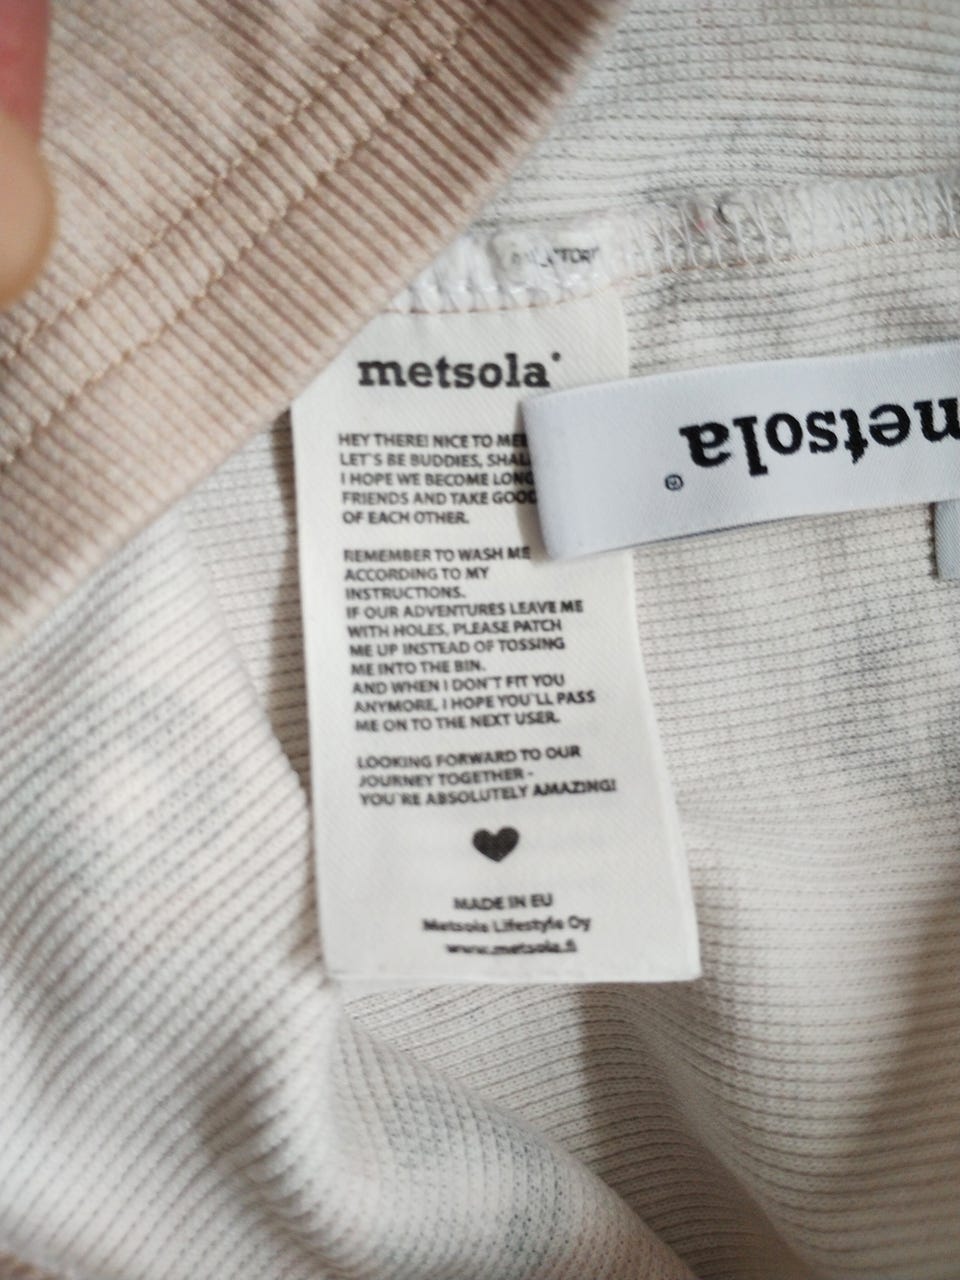 metsola
HEY THERE! NICE TO
LET'S BE BUDDIES,
I HOPE WE BECOME LONG
FRIENDS AND TAKE GOOD
OF EACH OTHER.
REMEMBER TO WASH ME
ACCORDING TO MY
INSTRUCTIONS.
IF OUR ADVENTURES LEAVE ME
WITH HOLES, PLEASE PATCH
ME UP INSTEAD OF TOSSING
ME INTO THE BIN.
AND WHEN I DON'T FIT YOU
ANYMORE, I HOPE YOU'LL PASS
ME ON TO THE NEXT USER.
LOOKING FORWARD TO OUR
JOURNEY TOGETHER -
YOU'RE ABSOLUTELY AMAZING!
MADE IN EU
Metsola Lifestyle Oy
www.metsola.fi
metsola®